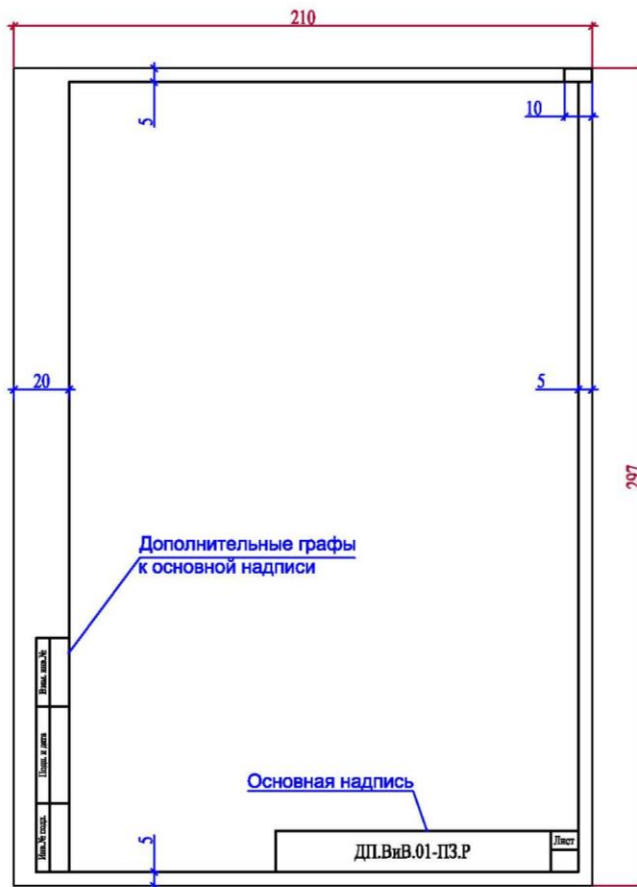 210
5
10
20
5
297
Дополнительные графы
к основной надписи
Взам. инв.№
Подп. и дата
Инв.№ подл.
Основная надпись
5
ДП.ВиВ.01-ПЗ.Р
Лист